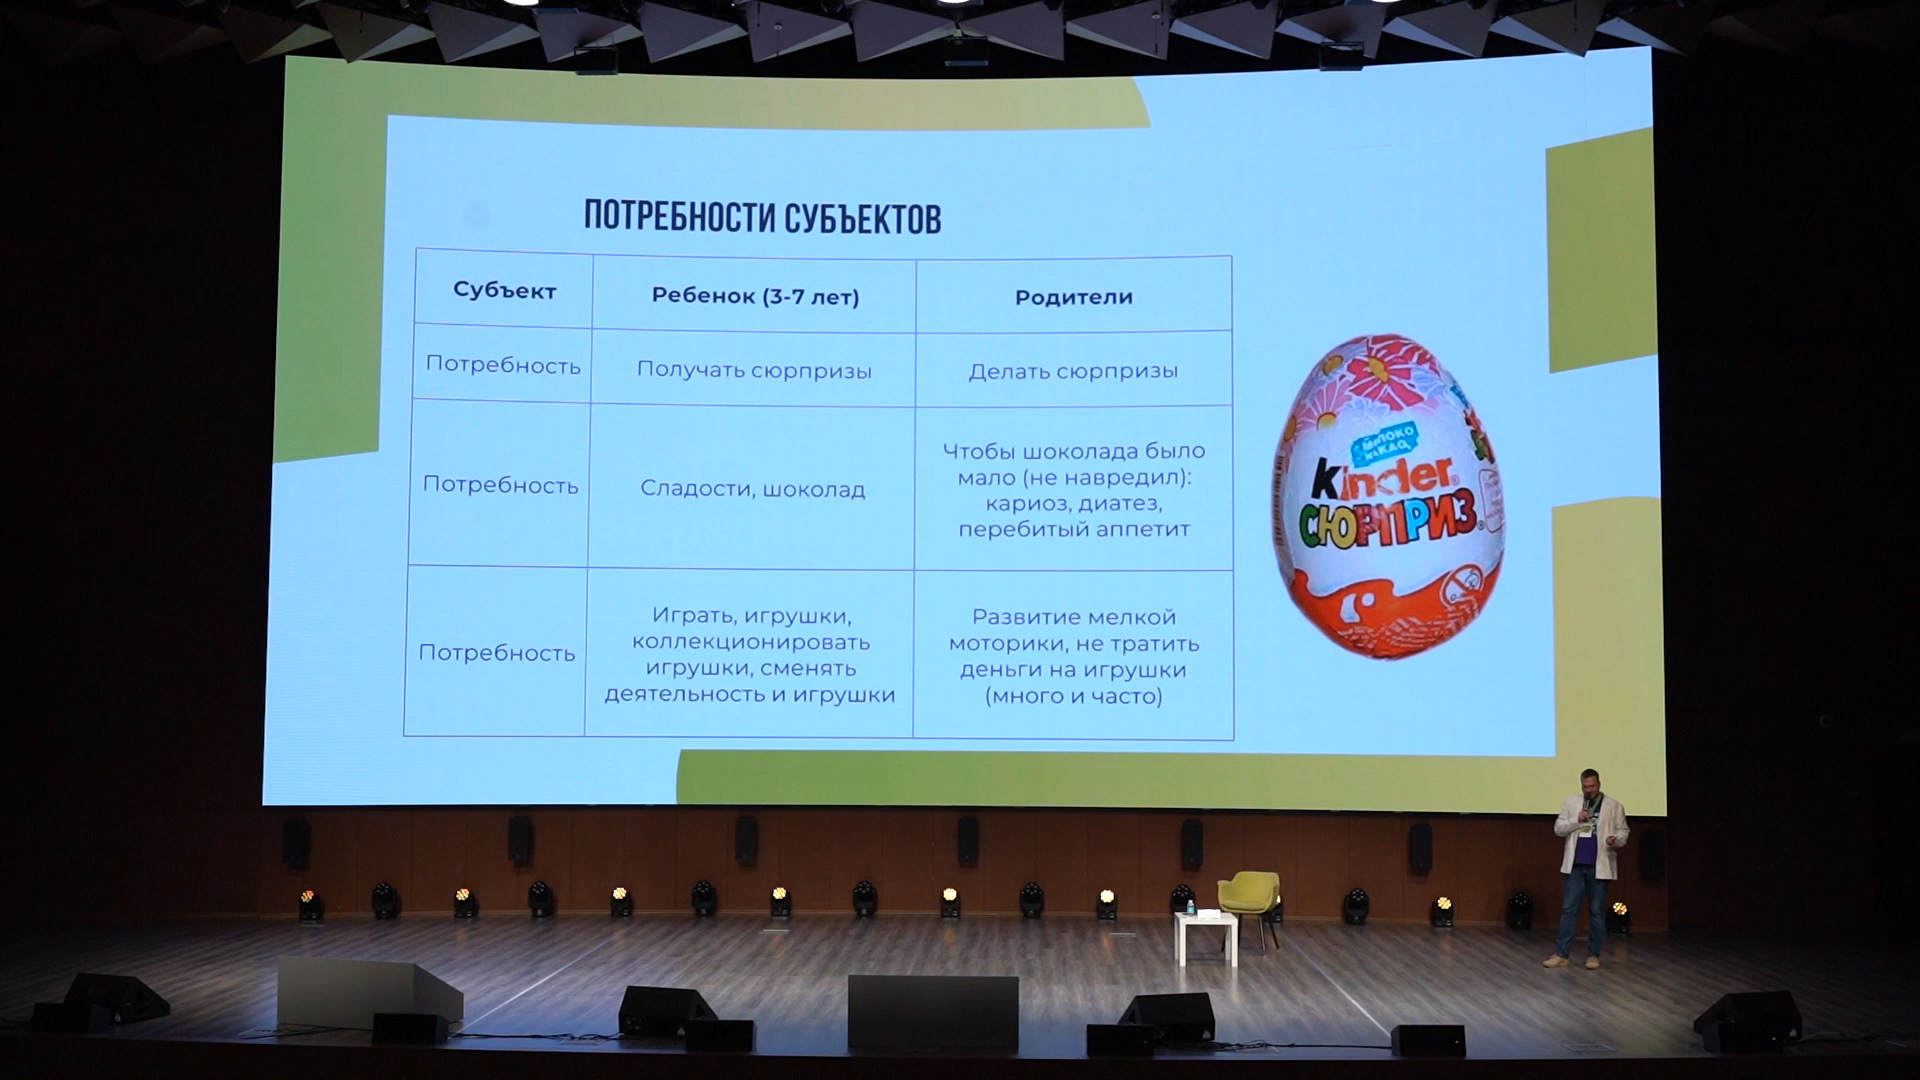 ПОТРЕБНОСТИ СУБЪЕКТОВ
Субъект
Ребенок (3-7 лет)
Родители
Потребность
Получать сюрпризы
Делать сюрпризы
Потребность
Сладости, шоколад
Чтобы шоколада было
мало (не навредил):
кариоз, диатез,
перебитый аппетит
Потребность
Играть, игрушки,
коллекционировать
игрушки, сменять
деятельность и игрушки
Развитие мелкой
моторики, не тратить
деньги на игрушки
(много и часто)
МОЛОКО
Kinder
СЮРПРИЗ